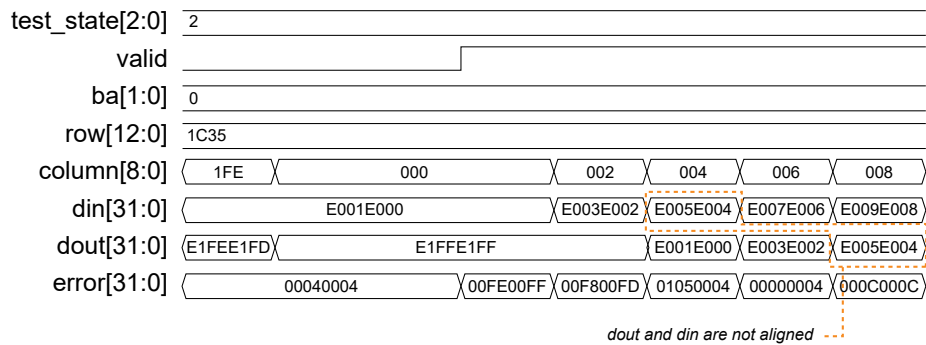 test_state[2:0] 2
valid
ba[1:0] 0
row[12:0] 1C35
column[8:0] 1FE 000 002 004 006 008
din[31:0] E001E000 E003E002 E005E004 E007E006 E009E008
dout[31:0] E1FEE1FD E1FFE1FF E001E000 E003E002 E005E004
error[31:0] 00040004 00FE00FF 00F800FD 01050004 00000004 000C000C
dout and din are not aligned